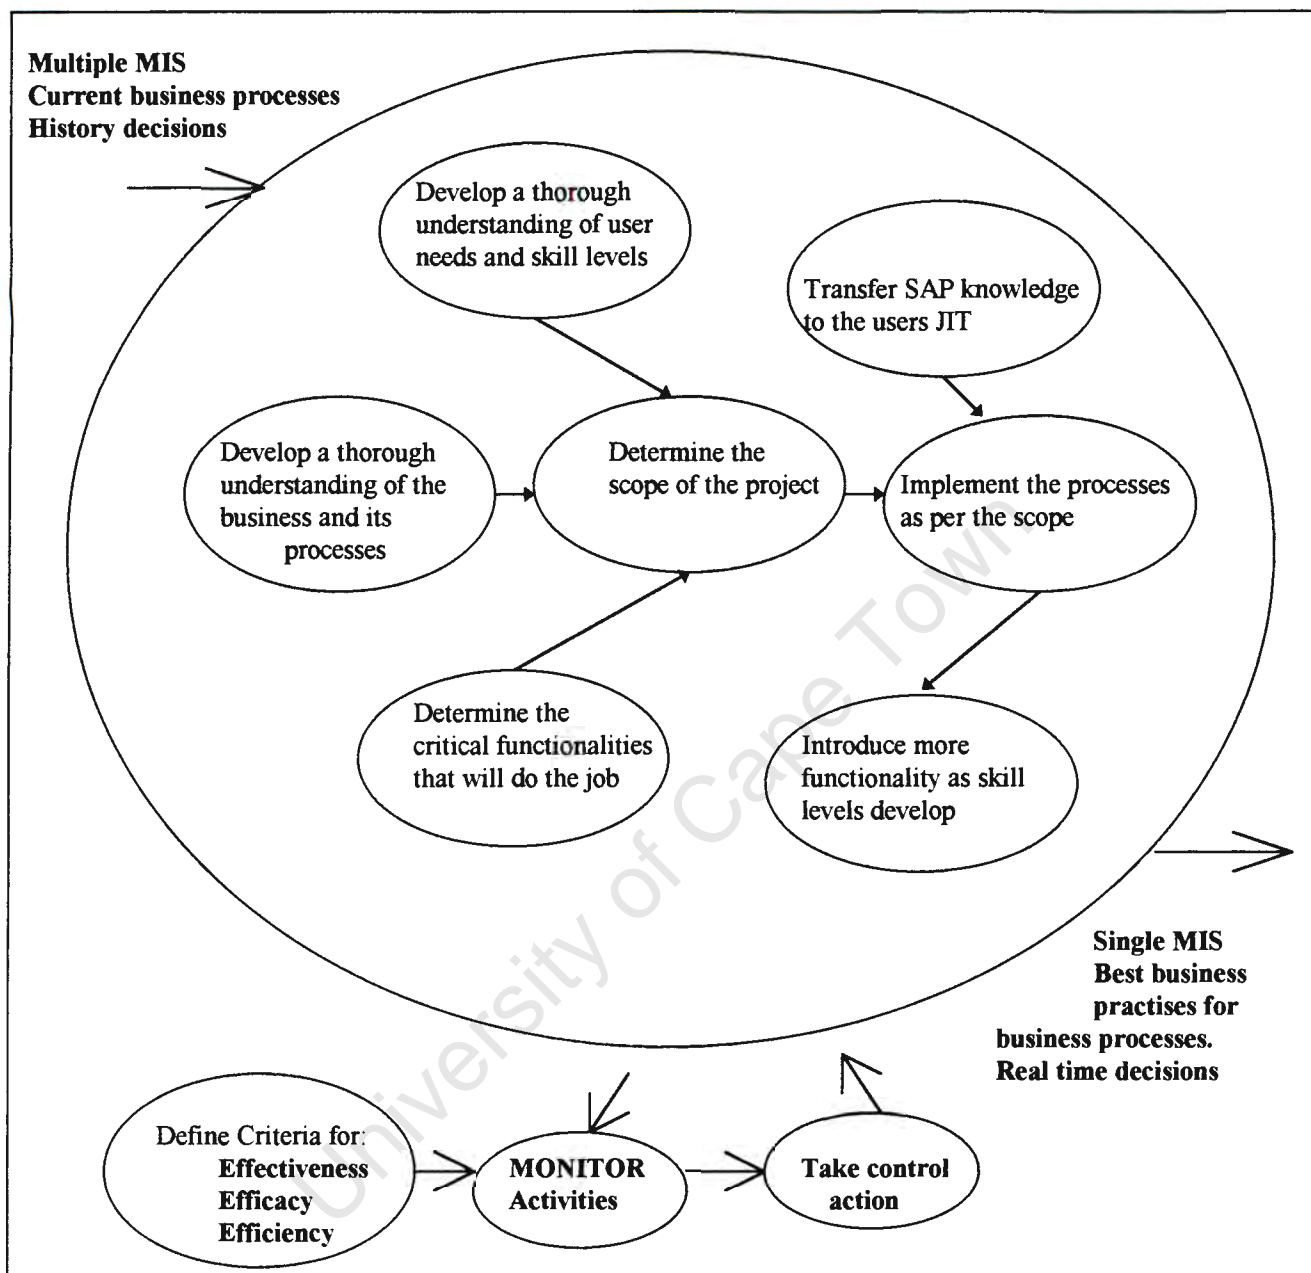 Multiple MIS
Current business processes
History decisions
Develop a thorough
understanding of user
needs and skill levels
Transfer SAP knowledge
to the users JIT
Develop a thorough
understanding of the
business and its
processes
Determine the
scope of the project
Implement the processes
as per the scope
Determine the
critical functionalities
that will do the job
Introduce more
functionality as skill
levels develop
University of Cape Town
Single MIS
Best business
practises for
business processes.
Real time decisions
Define Criteria for:
Effectiveness
Efficacy
Efficiency
MONITOR
Activities
Take control
action